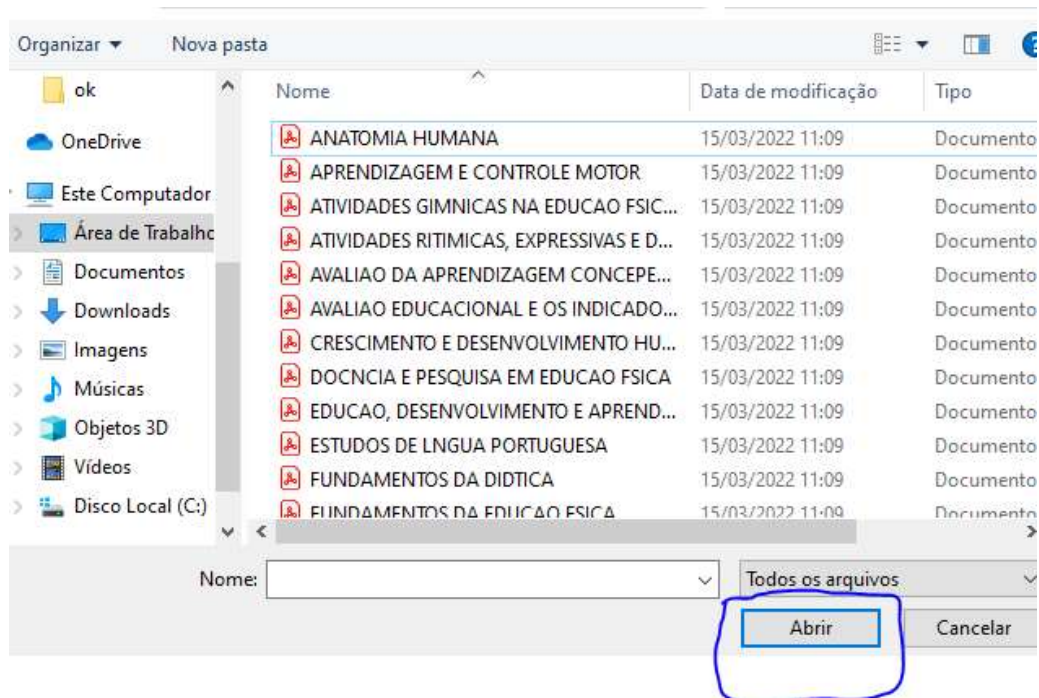 Organizar Nova pasta ?
ok
OneDrive
Este Computador
Área de Trabalhc
Documentos
Downloads
Imagens
Músicas
Objetos 3D
Vídeos
Disco Local (C:)
Nome Data de modificação Tipo
ANATOMIA HUMANA 15/03/2022 11:09 Documento
APRENDIZAGEM E CONTROLE MOTOR 15/03/2022 11:09 Documento
ATIVIDADES GIMNICAS NA EDUCAO FSIC... 15/03/2022 11:09 Documento
ATIVIDADES RITIMICAS, EXPRESSIVAS E D... 15/03/2022 11:09 Documento
AVALIAO DA APRENDIZAGEM CONCEPE... 15/03/2022 11:09 Documento
AVALIAO EDUCACIONAL E OS INDICADO... 15/03/2022 11:09 Documento
CRESCIMENTO E DESENVOLVIMENTO HU... 15/03/2022 11:09 Documento
DOCNCIA E PESQUISA EM EDUCAO FSICA 15/03/2022 11:09 Documento
EDUCAO, DESENVOLVIMENTO E APREND... 15/03/2022 11:09 Documento
ESTUDOS DE LNGUA PORTUGUESA 15/03/2022 11:09 Documento
FUNDAMENTOS DA DIDTICA 15/03/2022 11:09 Documento
FUNDAMENTOS DA EDUCAO FSICA 15/03/2022 11:09 Documento
Nome: Todos os arquivos
Abrir Cancelar